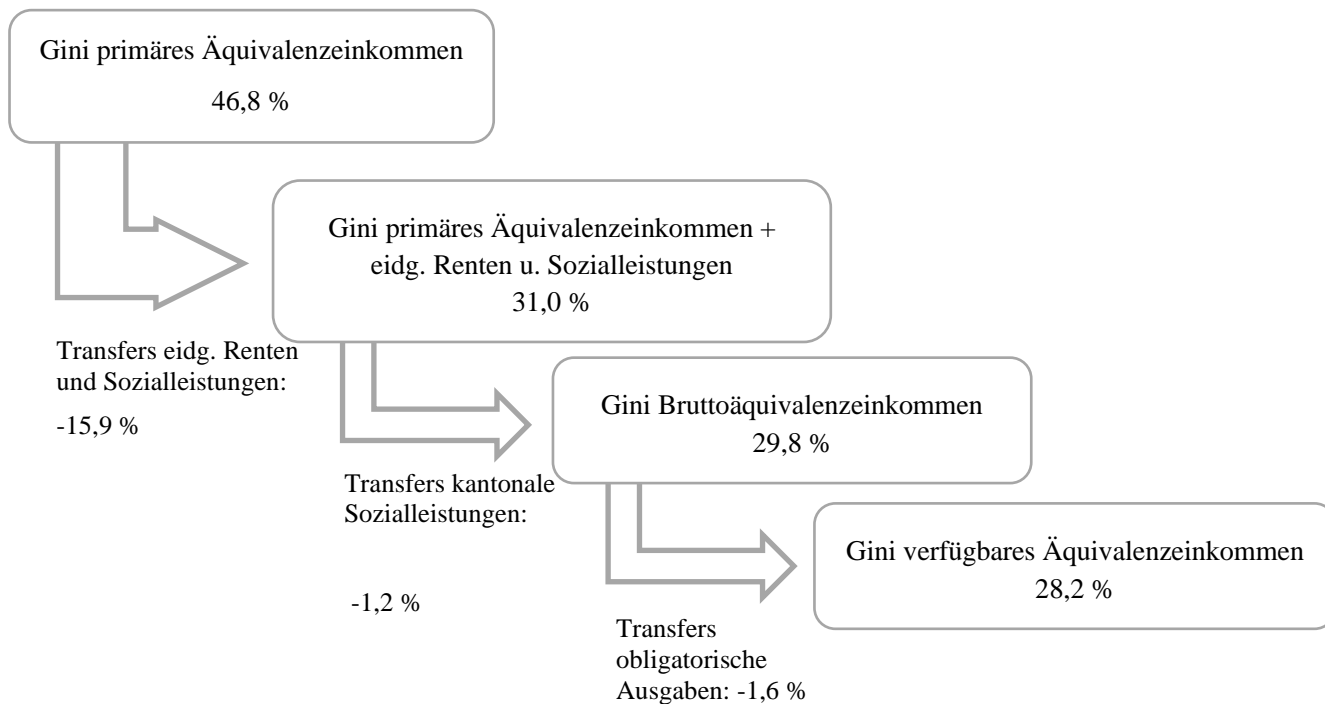 Gini primäres Äquivalenzeinkommen
46,8 %
Gini primäres Äquivalenzeinkommen +
eidg. Renten u. Sozialleistungen
31,0 %
Transfers eidg. Renten
und Sozialleistungen:
-15,9 %
Gini Bruttoäquivalenzeinkommen
29,8 %
Transfers kantonale
Sozialleistungen:
-1,2 %
Gini verfügbares Äquivalenzeinkommen
28,2 %
Transfers
obligatorische
Ausgaben: -1,6 %